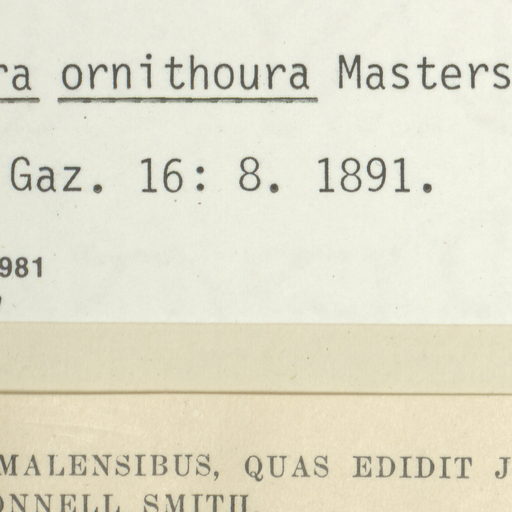 ra ornithoura Masters
Gaz. 16: 8. 1891.
981
MALENSIBUS, QUAS EDIDIT J
ONNELL SMITH.